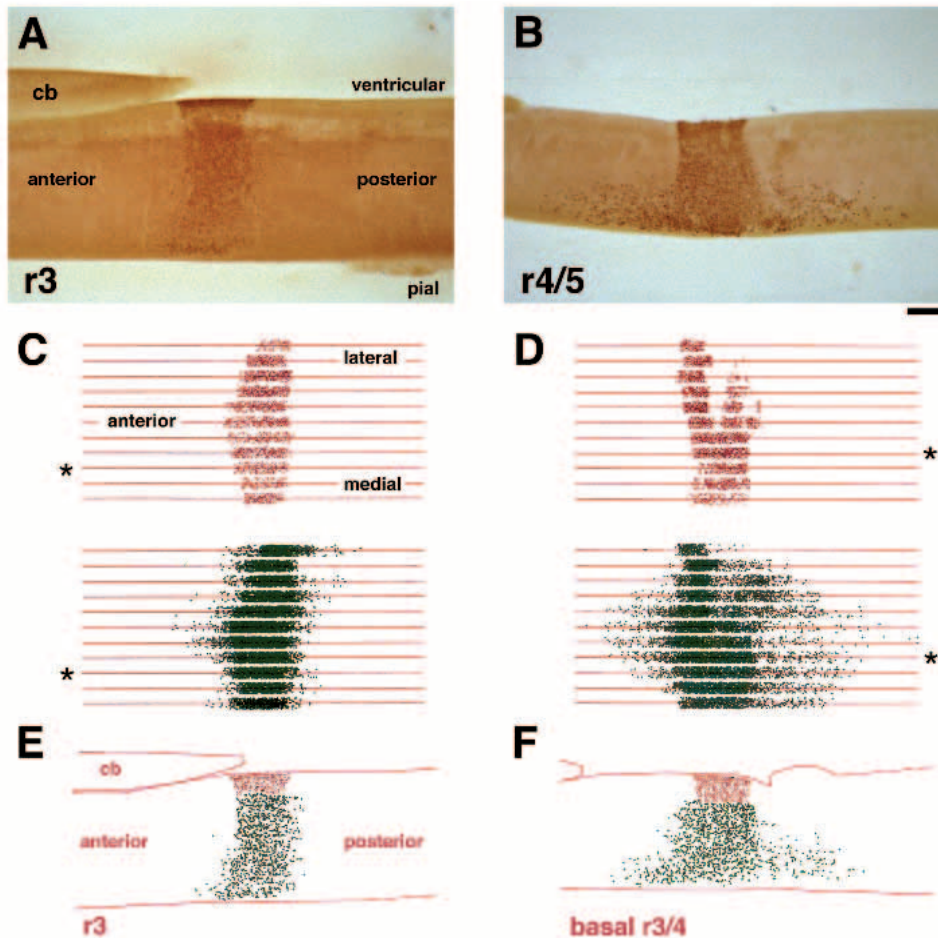 A
B
cb
ventricular
anterior
posterior
r3
pial
r4/5
C
D
lateral
anterior
*
*
medial
*
*
E
F
cb
anterior
posterior
r3
basal r3/4